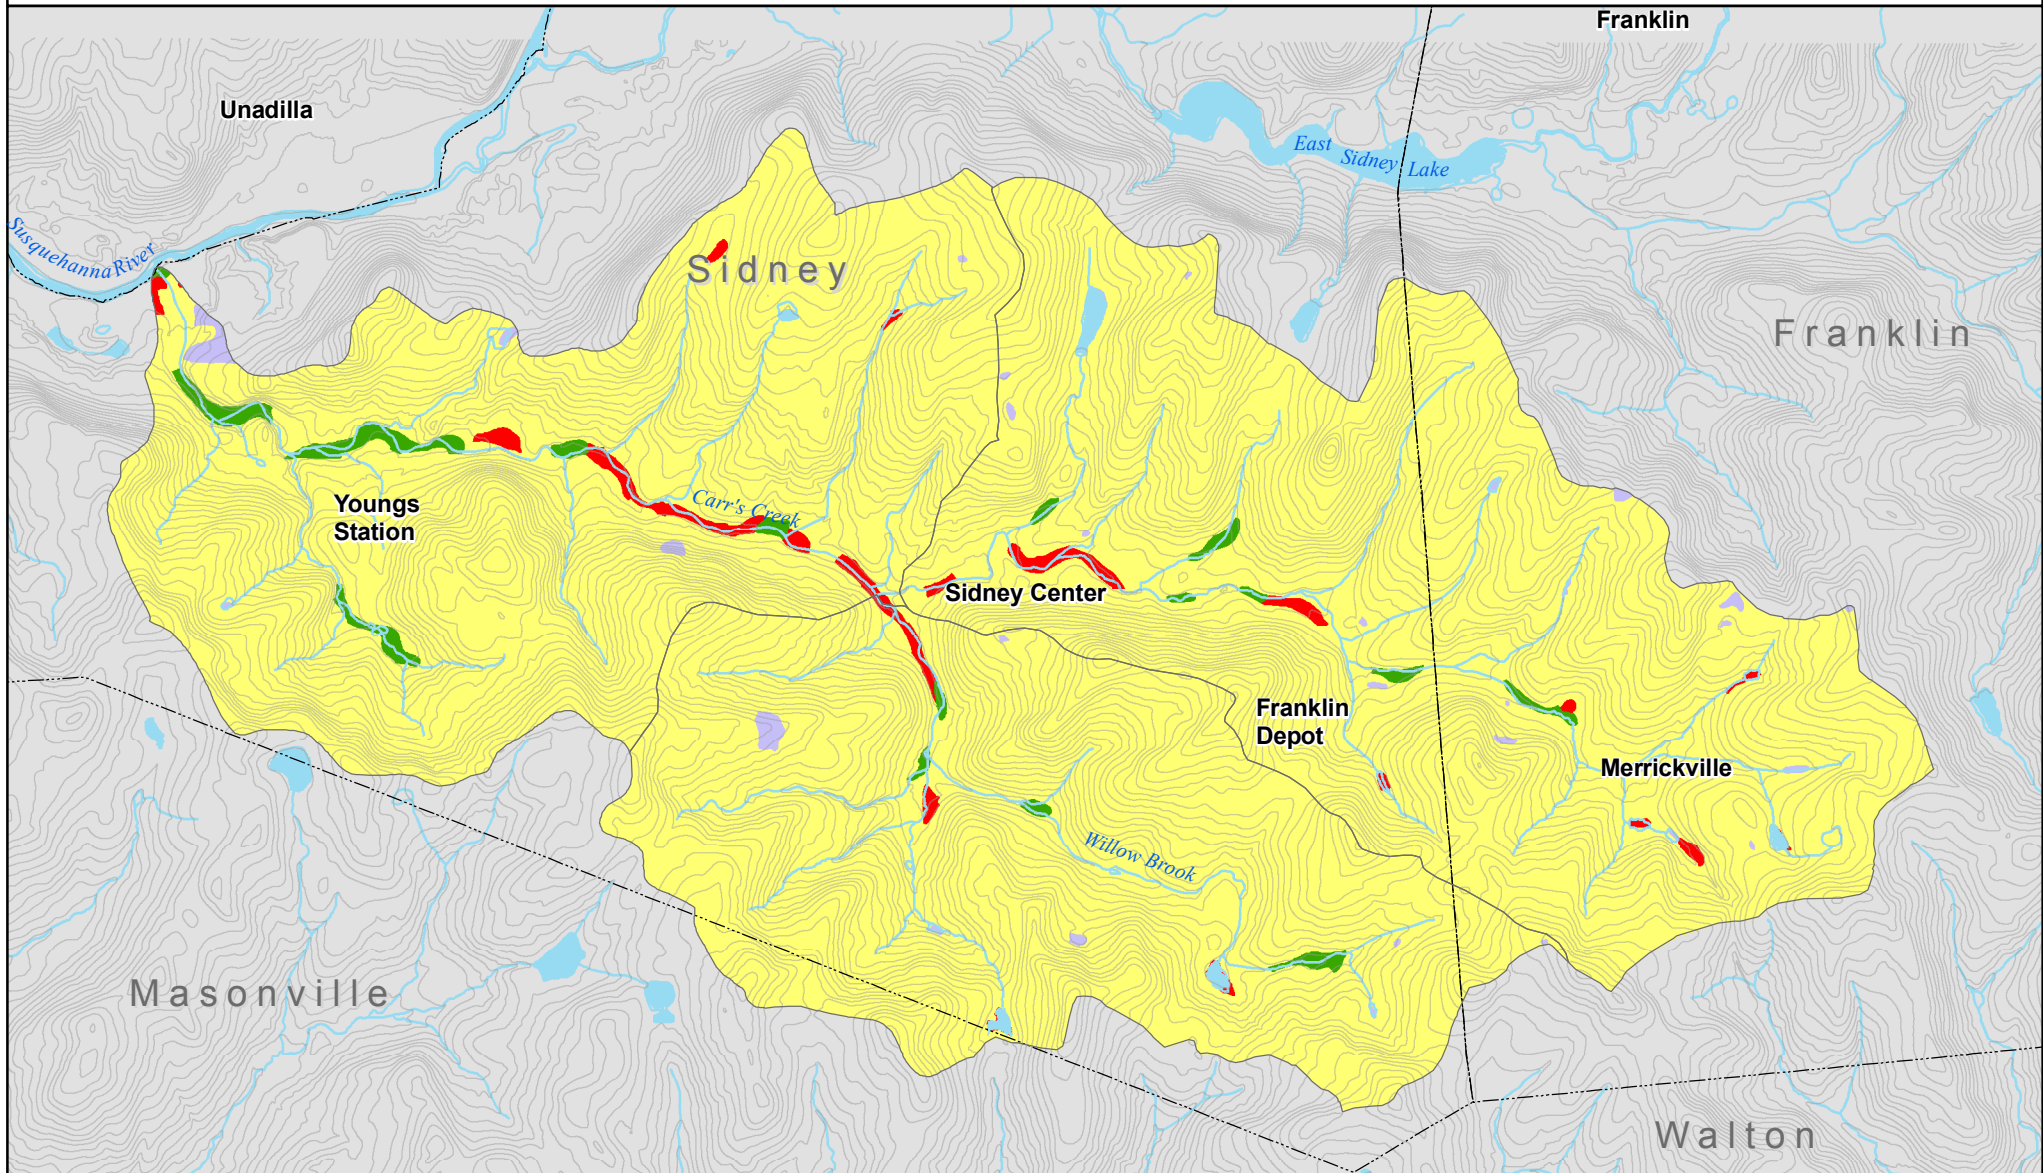 Franklin
Unadilla
East Sidney Lake
Susquehanna River
Sidney
Franklin
Youngs
Station
Carr's Creek
Sidney Center
Franklin
Depot
Merrickville
Willow Brook
Masonville
Walton